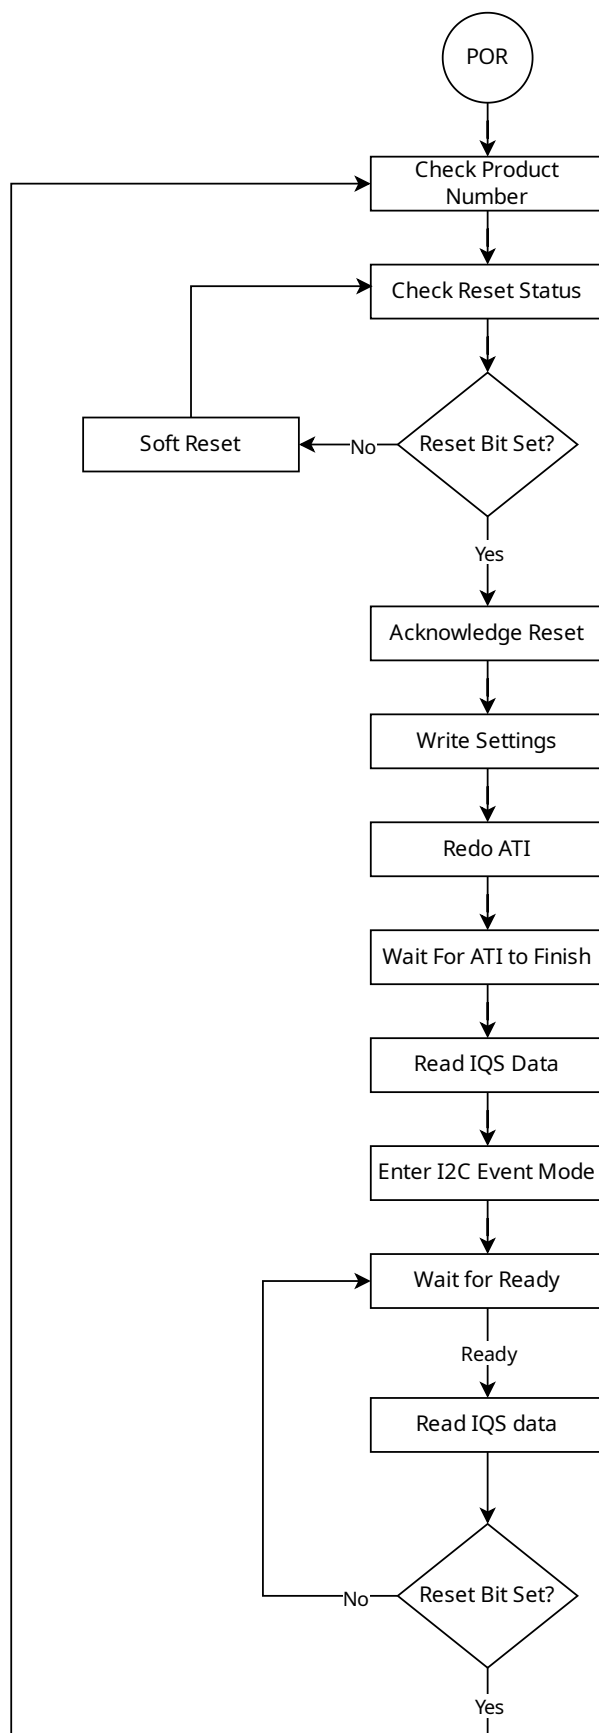 POR
Check Product
Number
Check Reset Status
Soft Reset
No
Reset Bit Set?
Yes
Acknowledge Reset
Write Settings
Redo ATI
Wait For ATI to Finish
Read IQS Data
Enter I2C Event Mode
Wait for Ready
Ready
Read IQS data
Reset Bit Set?
No
Yes